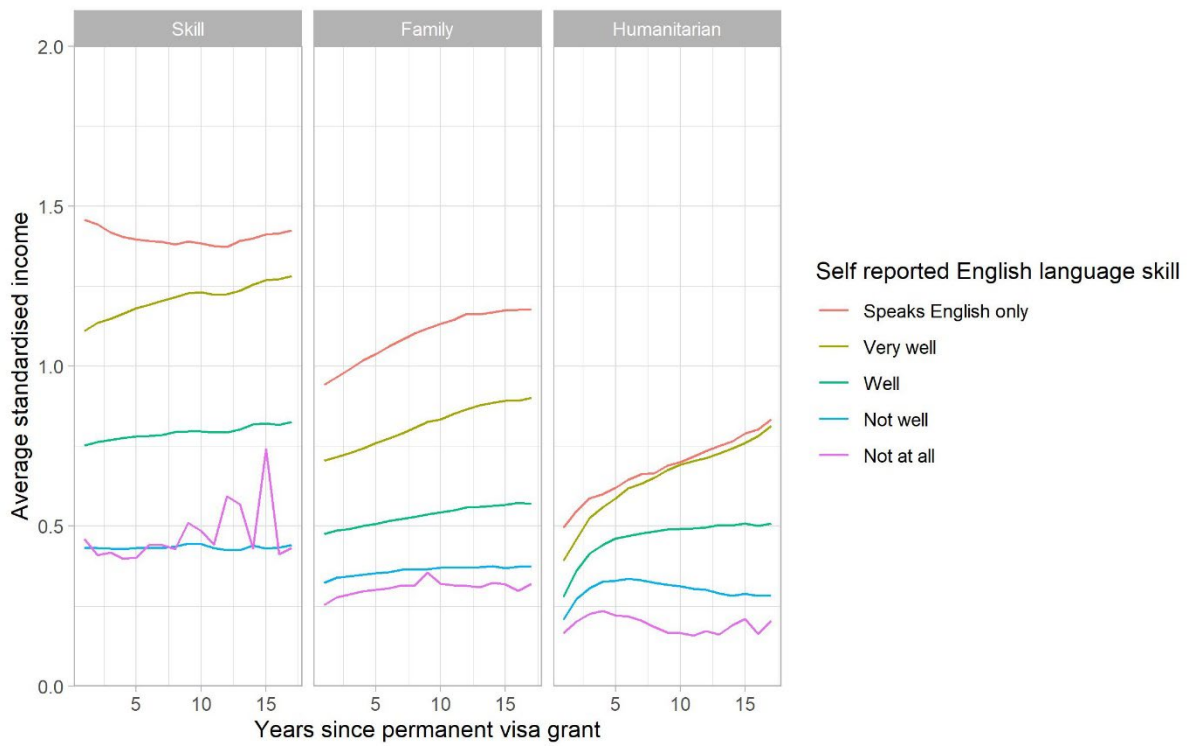 Skill Family Humanitarian
2.0
1.5
1.0
0.5
0.0
Average standardised income
5 10 15 5 10 15 5 10 15
Years since permanent visa grant
Self reported English language skill
Speaks English only
Very well
Well
Not well
Not at all